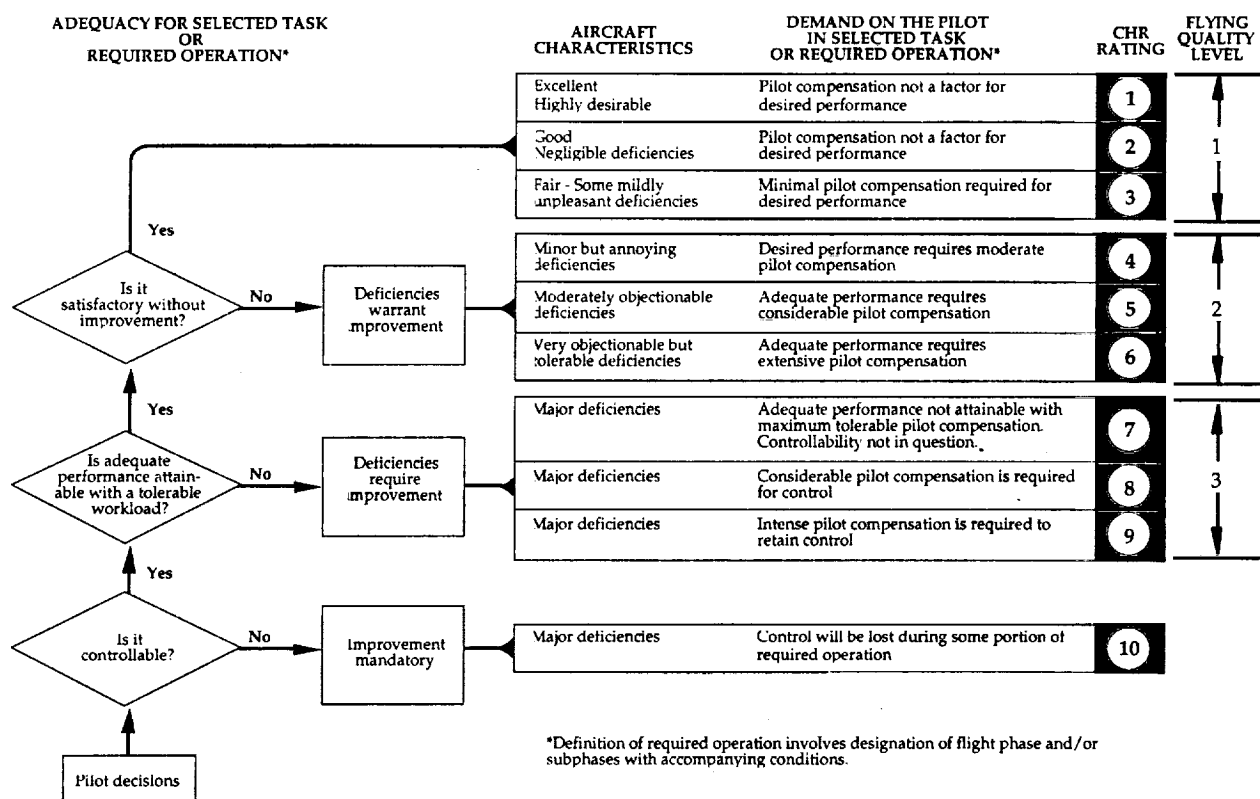 ADEQUACY FOR SELECTED TASK
OR
REQUIRED OPERATION*
AIRCRAFT
CHARACTERISTICS
DEMAND ON THE PILOT
IN SELECTED TASK
OR REQUIRED OPERATION*
CHR
RATING
FLYING
QUALITY
LEVEL
Excellent
Highly desirable
Pilot compensation not a factor for
desired performance
1
Good
Negligible deficiencies
Pilot compensation not a factor for
desired performance
2
1
Fair - Some mildly
unpleasant deficiencies
Minimal pilot compensation required for
desired performance
3
Yes
Is it
satisfactory without
improvement?
No
Deficiencies
warrant
improvement
Minor but annoying
deficiencies
Desired performance requires moderate
pilot compensation
4
Moderately objectionable
deficiencies
Adequate performance requires
considerable pilot compensation
5
2
Very objectionable but
tolerable deficiencies
Adequate performance requires
extensive pilot compensation
6
Yes
Is adequate
performance attain-
able with a tolerable
workload?
No
Deficiencies
require
improvement
Major deficiencies
Adequate performance not attainable with
maximum tolerable pilot compensation.
Controllability not in question.
7
Major deficiencies
Considerable pilot compensation is required
for control
8
3
Major deficiencies
Intense pilot compensation is required to
retain control
9
Yes
Is it
controllable?
No
Improvement
mandatory
Major deficiencies
Control will be lost during some portion of
required operation
10
Pilot decisions
*Definition of required operation involves designation of flight phase and/or
subphases with accompanying conditions.